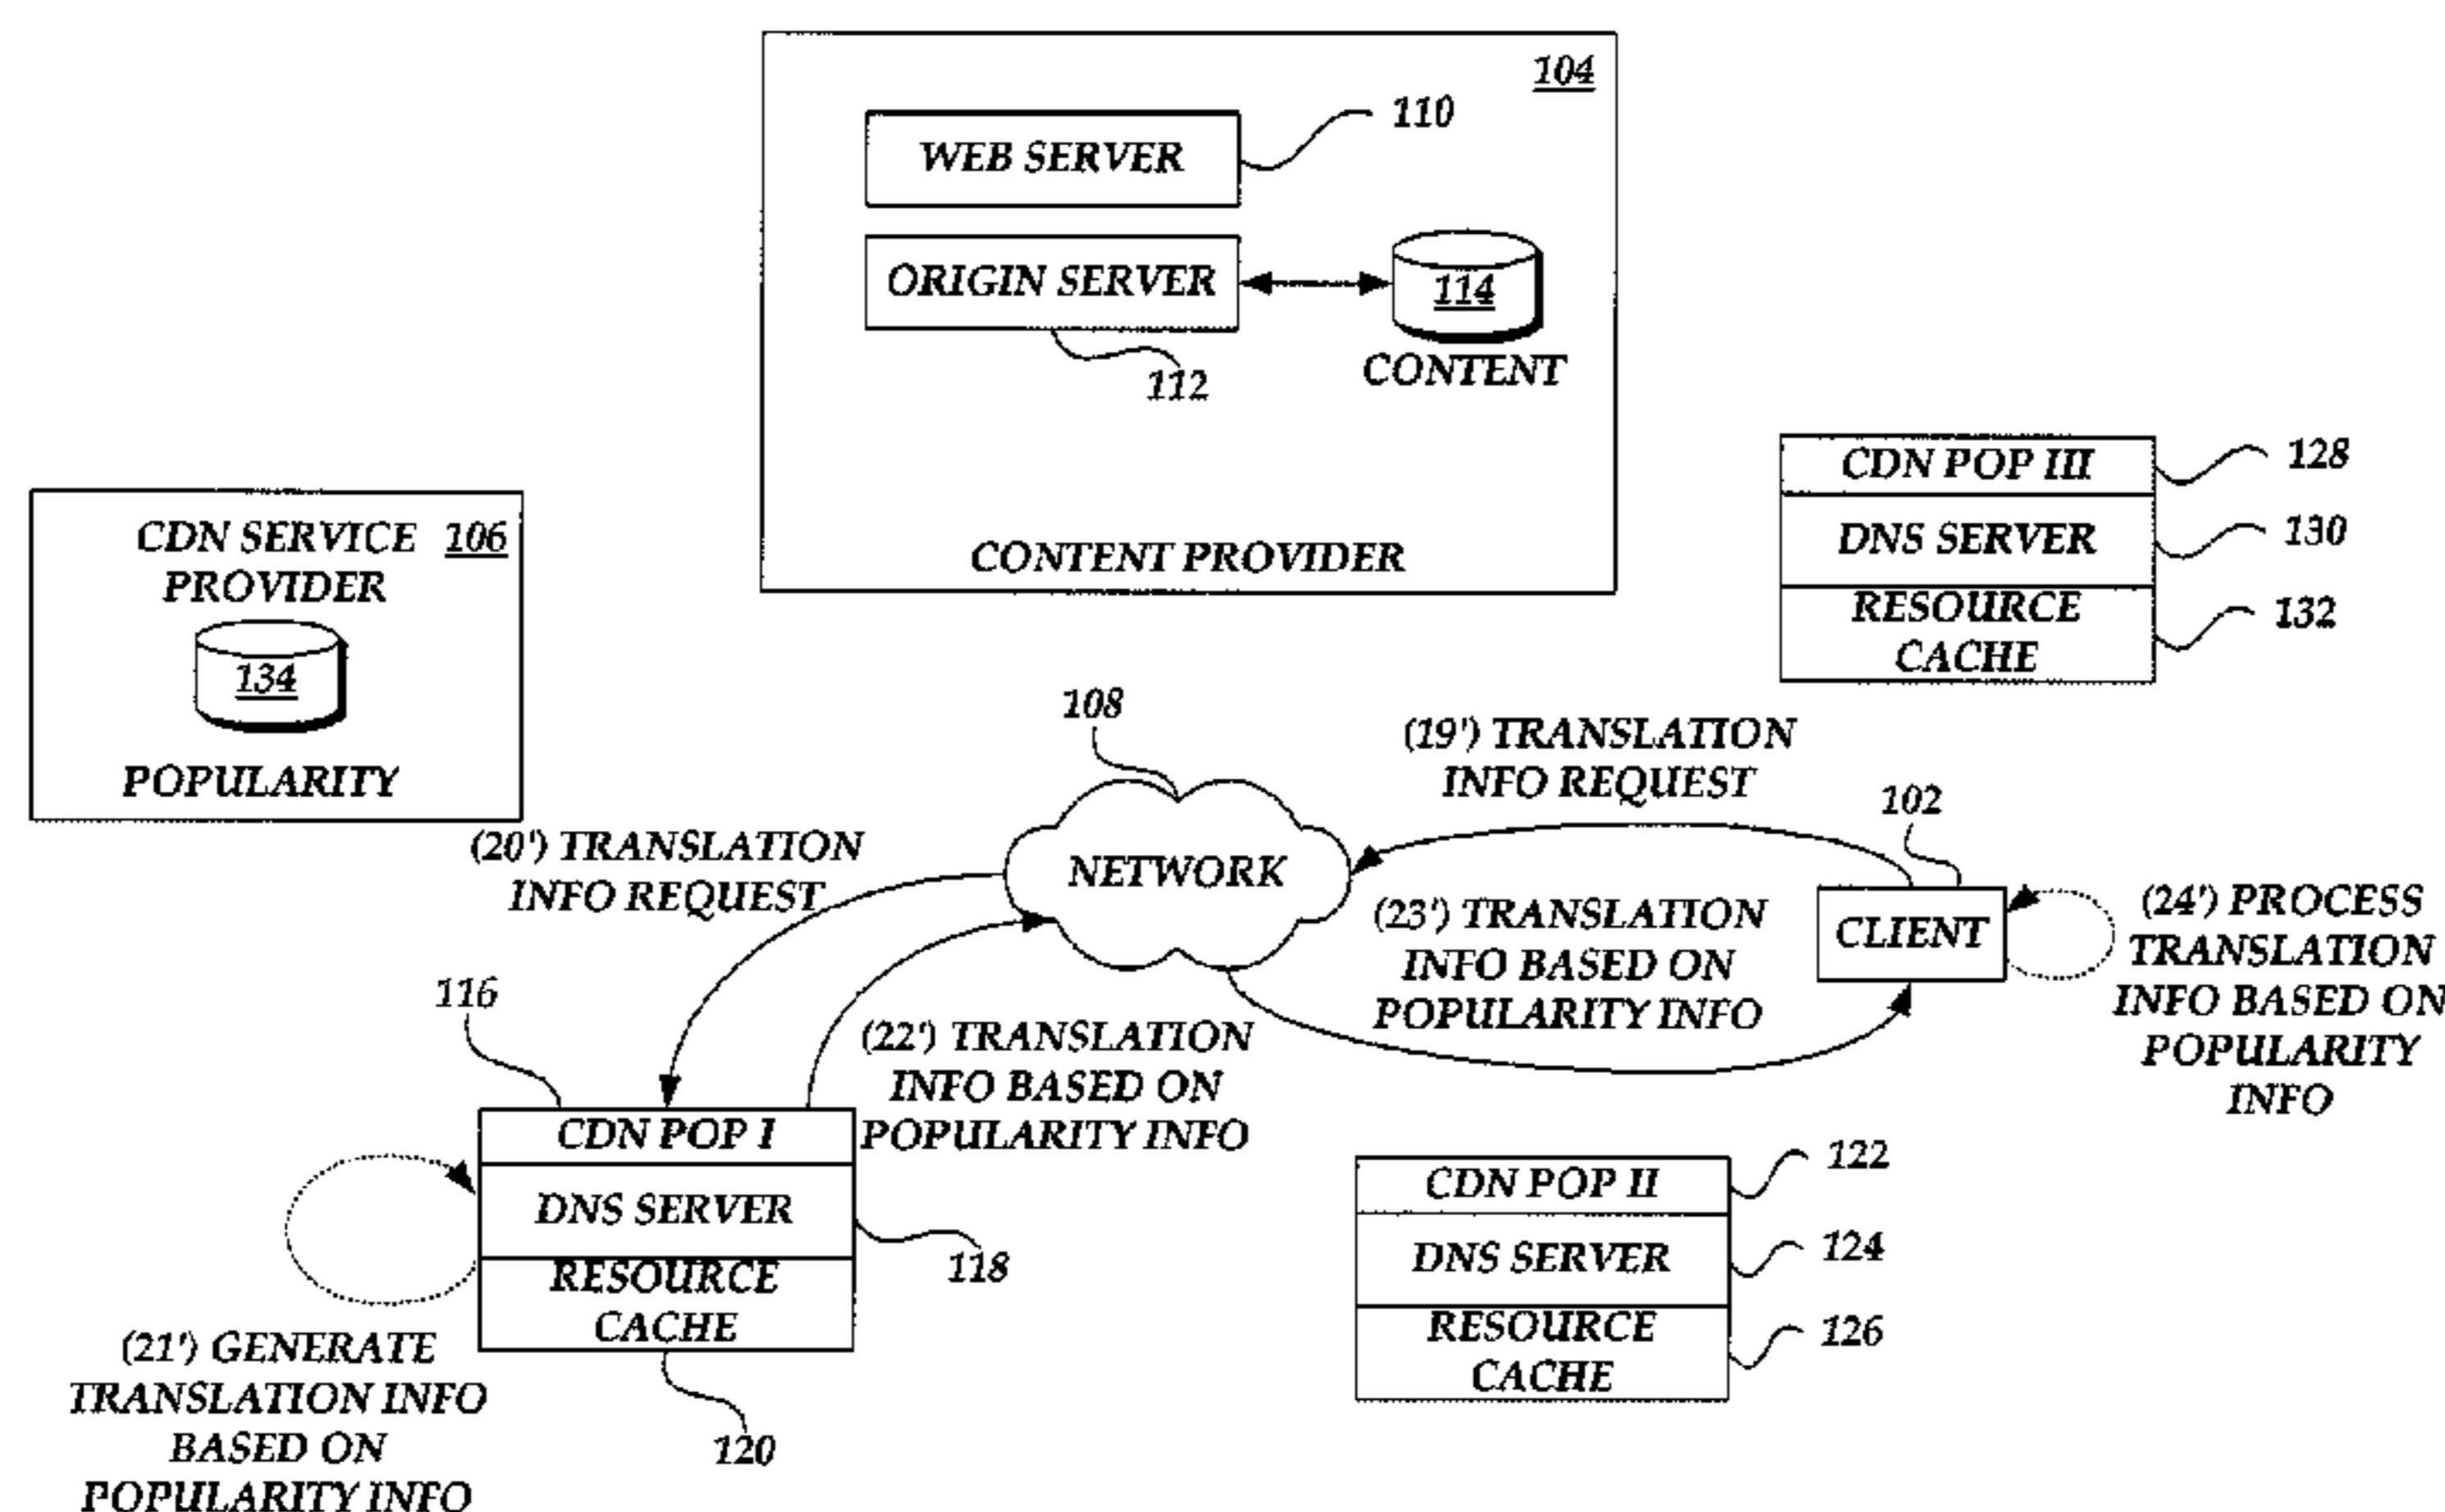 104
110
WEB SERVER
ORIGIN SERVER
114
CONTENT
112
CONTENT PROVIDER
CDN POP III
128
DNS SERVER
130
RESOURCE
CACHE
132
CDN SERVICE
PROVIDER
106
134
POPULARITY
108
NETWORK
(19') TRANSLATION
INFO REQUEST
102
CLIENT
(20') TRANSLATION
INFO REQUEST
(23') TRANSLATION
INFO BASED ON
POPULARITY INFO
(24') PROCESS
TRANSLATION
INFO BASED ON
POPULARITY
INFO
116
(22') TRANSLATION
INFO BASED ON
POPULARITY INFO
CDN POP I
DNS SERVER
118
RESOURCE
CACHE
120
(21') GENERATE
TRANSLATION INFO
BASED ON
POPULARITY INFO
CDN POP II
122
DNS SERVER
124
RESOURCE
CACHE
126